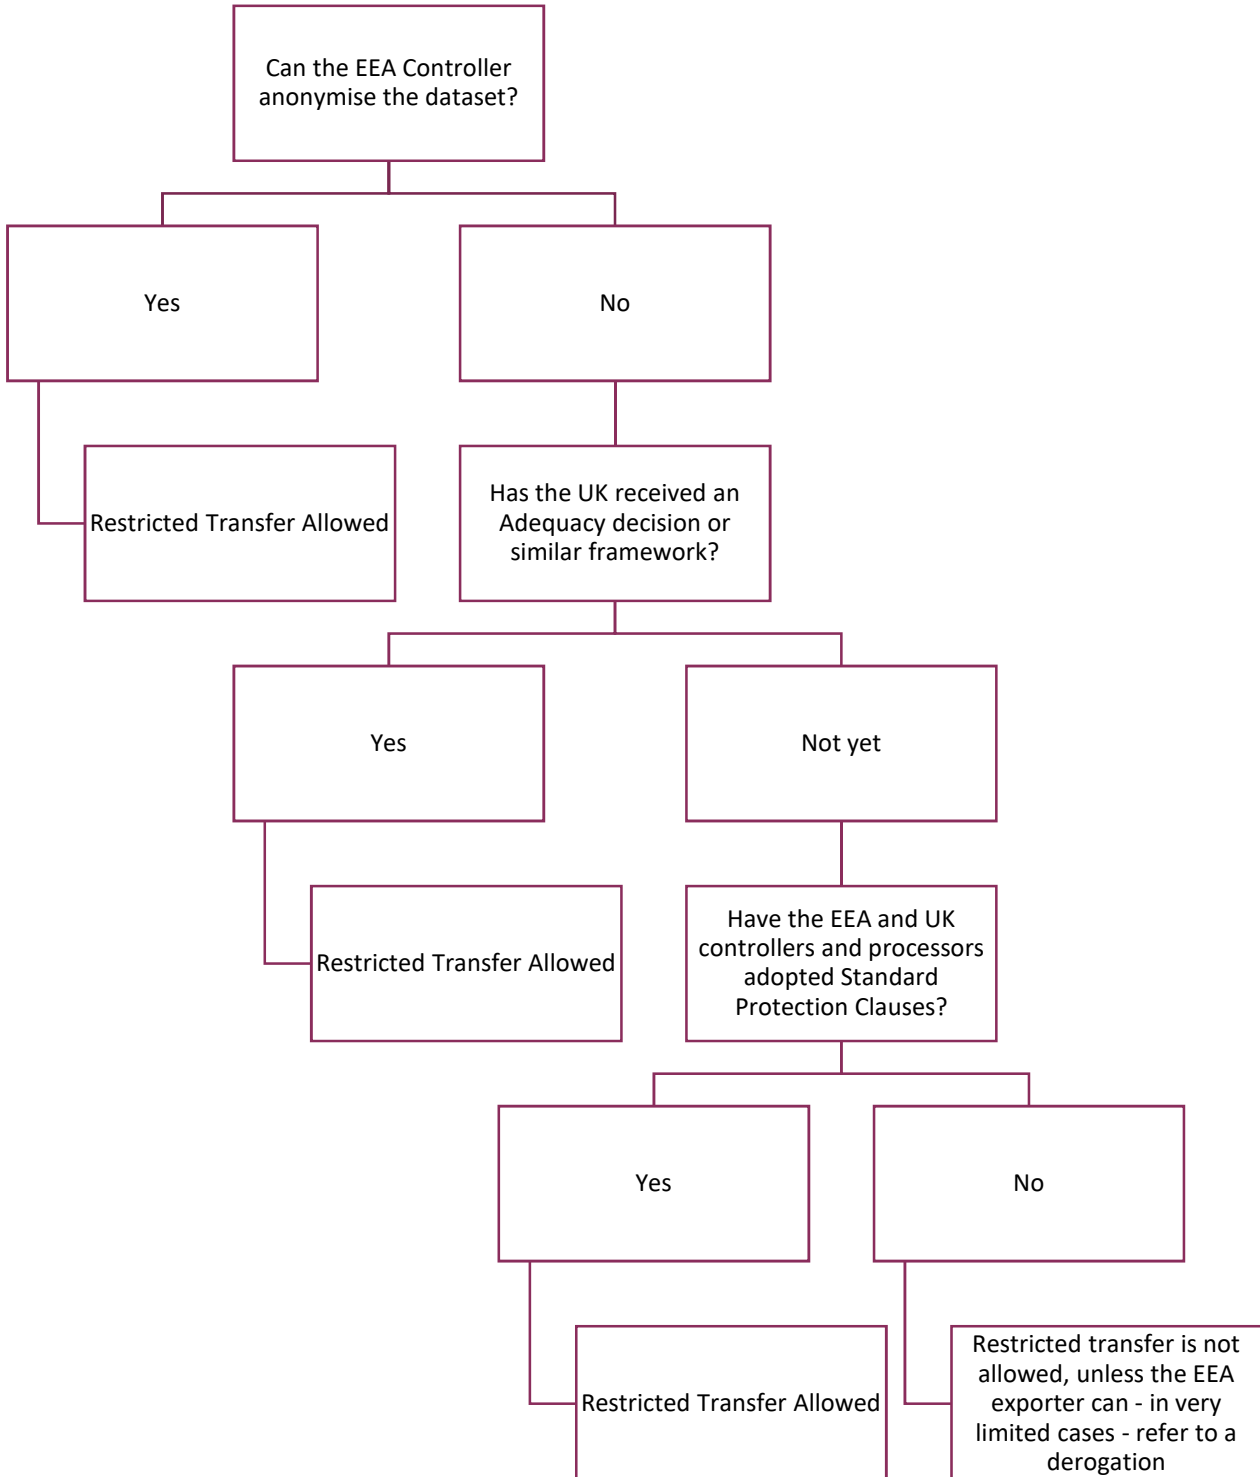 Can the EEA Controller
anonymise the dataset?
Yes
No
Restricted Transfer Allowed
Has the UK received an
Adequacy decision or
similar framework?
Yes
Not yet
Restricted Transfer Allowed
Have the EEA and UK
controllers and processors
adopted Standard
Protection Clauses?
Yes
No
Restricted Transfer Allowed
Restricted transfer is not
allowed, unless the EEA
exporter can - in very
limited cases - refer to a
derogation